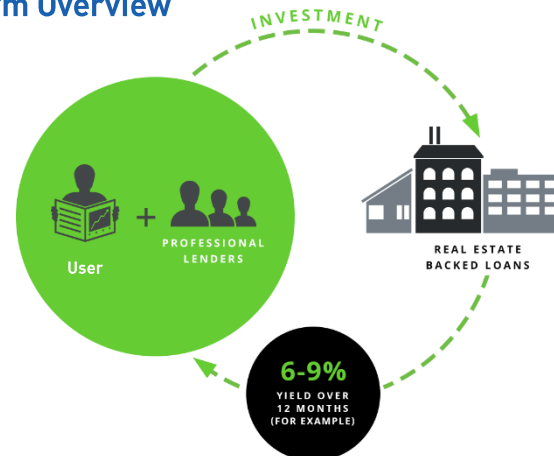 Overview
INVESTMENT
User
+
PROFESSIONAL
LENDERS
REAL ESTATE
BACKED LOANS
6-9%
YIELD OVER
12 MONTHS
(FOR EXAMPLE)